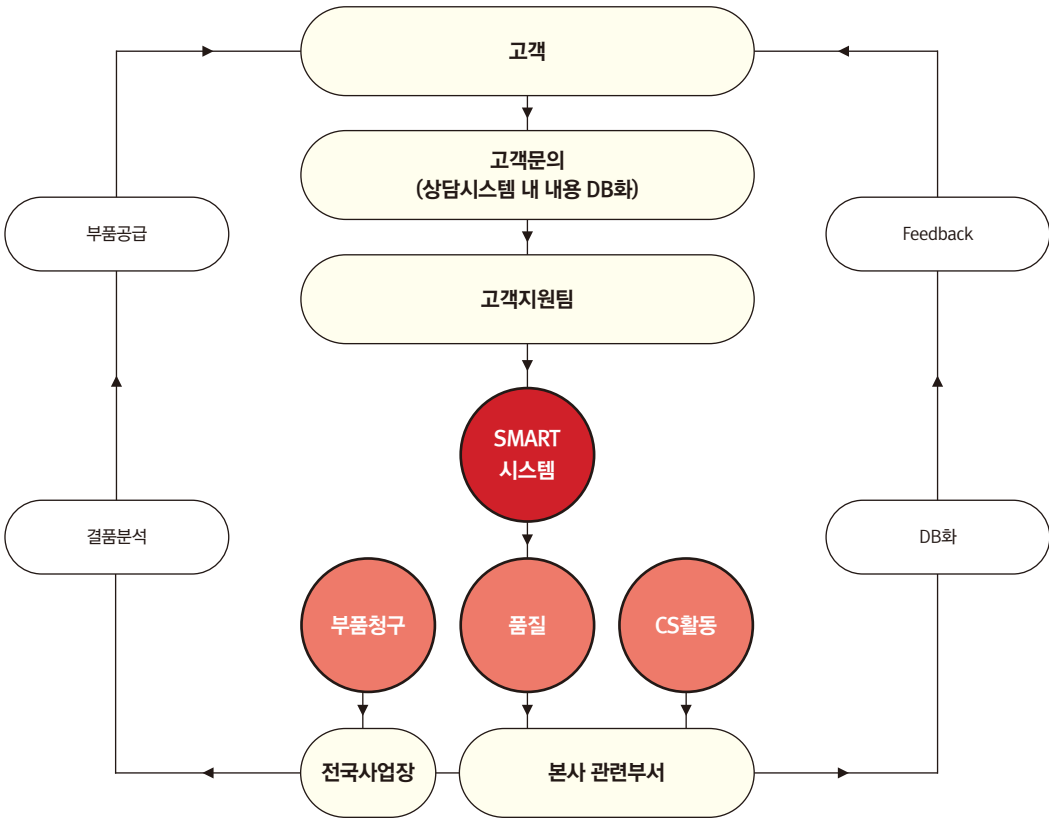 고객
고객문의
(상담시스템 내 내용 DB화)
부품공급
Feedback
고객지원팀
SMART
시스템
결품분석
DB화
부품청구
품질
CS활동
전국사업장
본사 관련부서